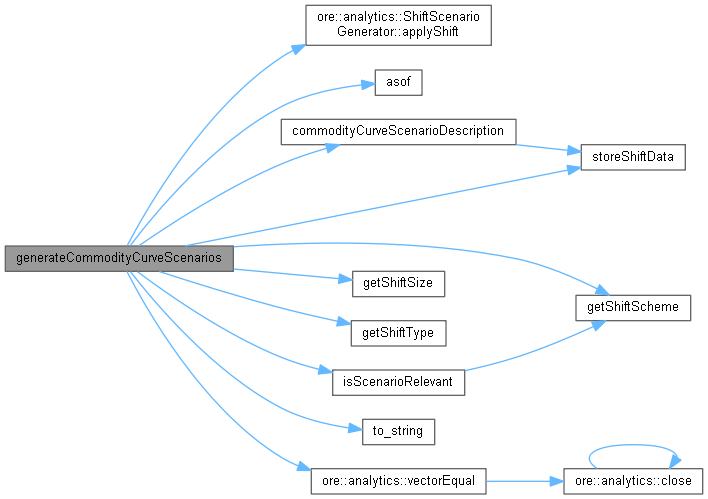 ore::analytics::ShiftScenario
Generator::applyShift
asof
commodityCurveScenarioDescription
storeShiftData
generateCommodityCurveScenarios
getShiftSize
getShiftScheme
getShiftType
isScenarioRelevant
to_string
ore::analytics::vectorEqual
ore::analytics::close